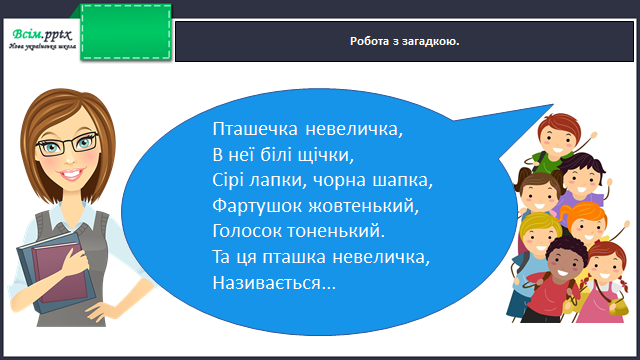 Всім.pptx
Нова українська школа
Робота з загадкою.
Пташечка невеличка,
В неї білі щічки,
Сірі лапки, чорна шапка,
Фартушок жовтенький,
Голосок тоненький.
Та ця пташка невеличка,
Називається...